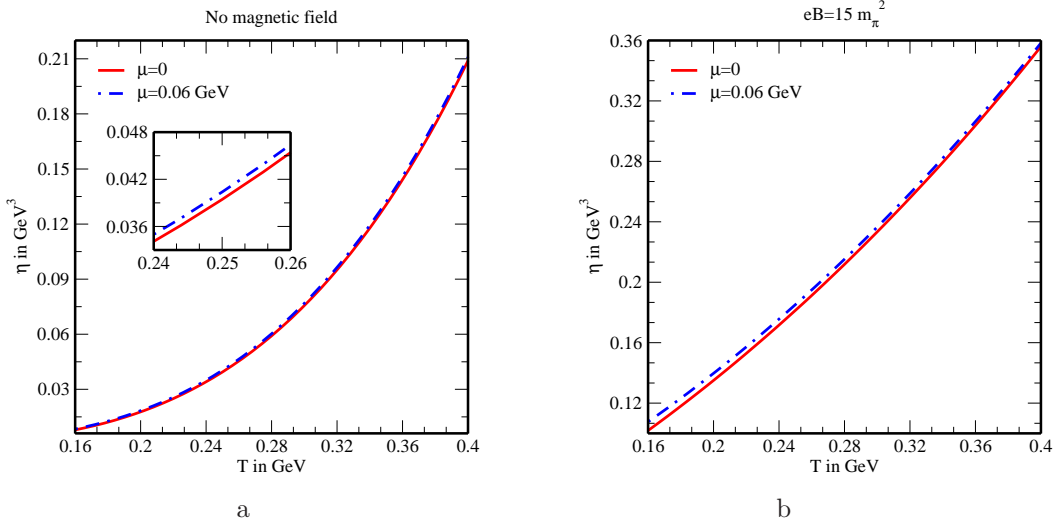 No magnetic field
0.21
0.18
0.15
0.12
0.09
0.06
0.03
η in GeV³
μ=0
μ=0.06 GeV
0.048
0.042
0.036
0.24 0.25 0.26
0.16 0.2 0.24 0.28 0.32 0.36 0.4
T in GeV
a
eB=15 m_π²
0.36
0.32
0.28
0.24
0.2
0.16
0.12
η in GeV³
μ=0
μ=0.06 GeV
0.16 0.2 0.24 0.28 0.32 0.36 0.4
T in GeV
b